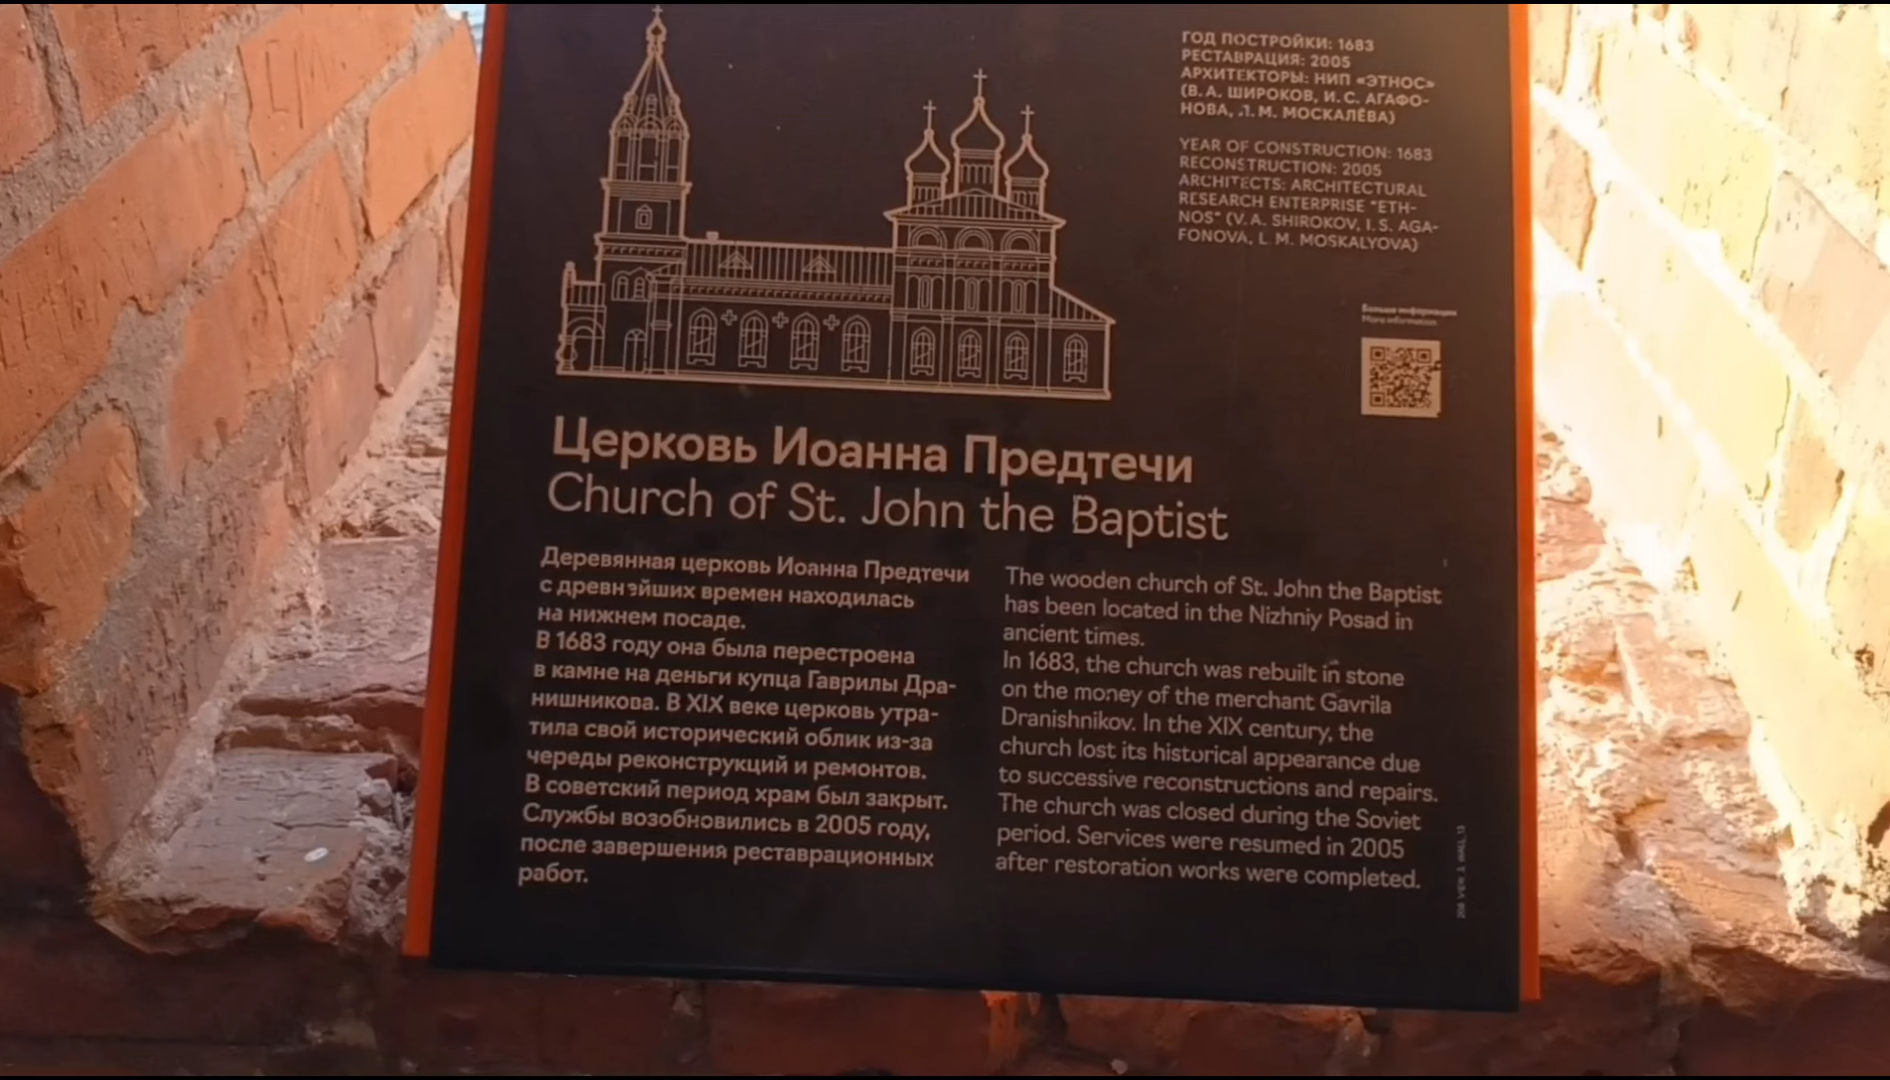 ГОД ПОСТРОЙКИ: 1683
РЕСТАВРАЦИЯ: 2005
АРХИТЕКТОРЫ: НИП «ЭТНОС»
(В. А. ШИРОКОВ, И. С. АГАФО-
НОВА, Л. М. МОСКАЛЁВА)
YEAR OF CONSTRUCTION: 1683
RECONSTRUCTION: 2005
ARCHITECTS: ARCHITECTURAL
RESEARCH ENTERPRISE "ETH-
NOS" (V. A. SHIROKOV, I. S. AGA-
FONOVA, L. M. MOSKALYOVA)
Больше информации
More information
Церковь Иоанна Предтечи
Church of St. John the Baptist
Деревянная церковь Иоанна Предтечи
с древнейших времен находилась
на нижнем посаде.
В 1683 году она была перестроена
в камне на деньги купца Гаврилы Дра-
нишникова. В XIX веке церковь утра-
тила свой исторический облик из-за
череды реконструкций и ремонтов.
В советский период храм был закрыт.
Службы возобновились в 2005 году,
после завершения реставрационных
работ.
The wooden church of St. John the Baptist
has been located in the Nizhniy Posad in
ancient times.
In 1683, the church was rebuilt in stone
on the money of the merchant Gavrila
Dranishnikov. In the XIX century, the
church lost its historical appearance due
to successive reconstructions and repairs.
The church was closed during the Soviet
period. Services were resumed in 2005
after restoration works were completed.